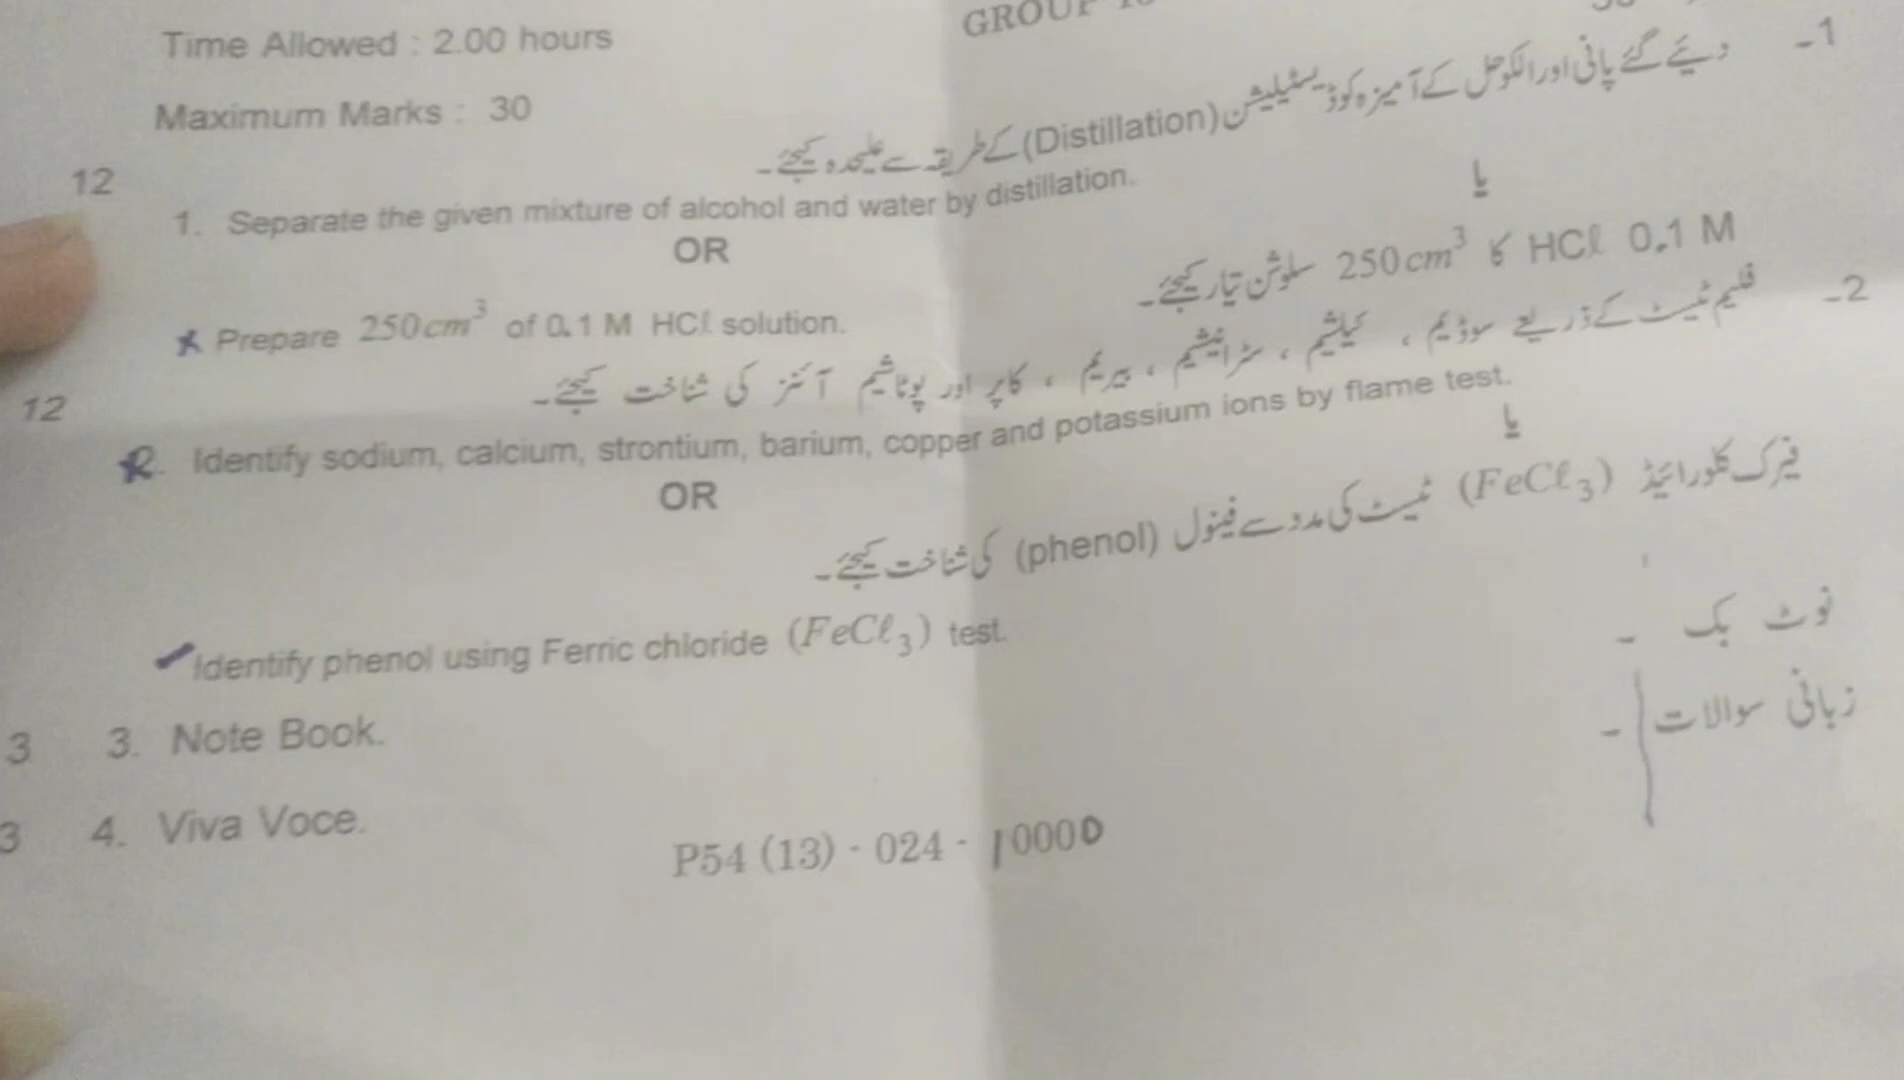 GROUP
Time Allowed : 2.00 hours
Maximum Marks : 30
1- دیئے گئے پانی اور الکوحل کے آمیزہ کو ڈسٹیلیشن (Distillation) کے طریقہ سے علیحدہ کیجئے۔
12
1. Separate the given mixture of alcohol and water by distillation.
OR
یا
0.1 M HCl کا 250cm³ سلوشن تیار کیجئے۔
Prepare 250cm³ of 0.1 M HCl solution.
2- فلیم ٹیسٹ کے ذریعے سوڈیم ، کیلشیم ، سٹرانشیم ، بیریم ، کاپر اور پوٹاشیم آئنز کی شناخت کیجئے۔
12
2. Identify sodium, calcium, strontium, barium, copper and potassium ions by flame test.
OR
یا
فیرک کلورائیڈ (FeCl₃) ٹیسٹ کی مدد سے فینول (phenol) کی شناخت کیجئے۔
Identify phenol using Ferric chloride (FeCl₃) test.
نوٹ بک -
3 3. Note Book.
زبانی سوالات -
3 4. Viva Voce.
P54 (13) - 024 - 10000